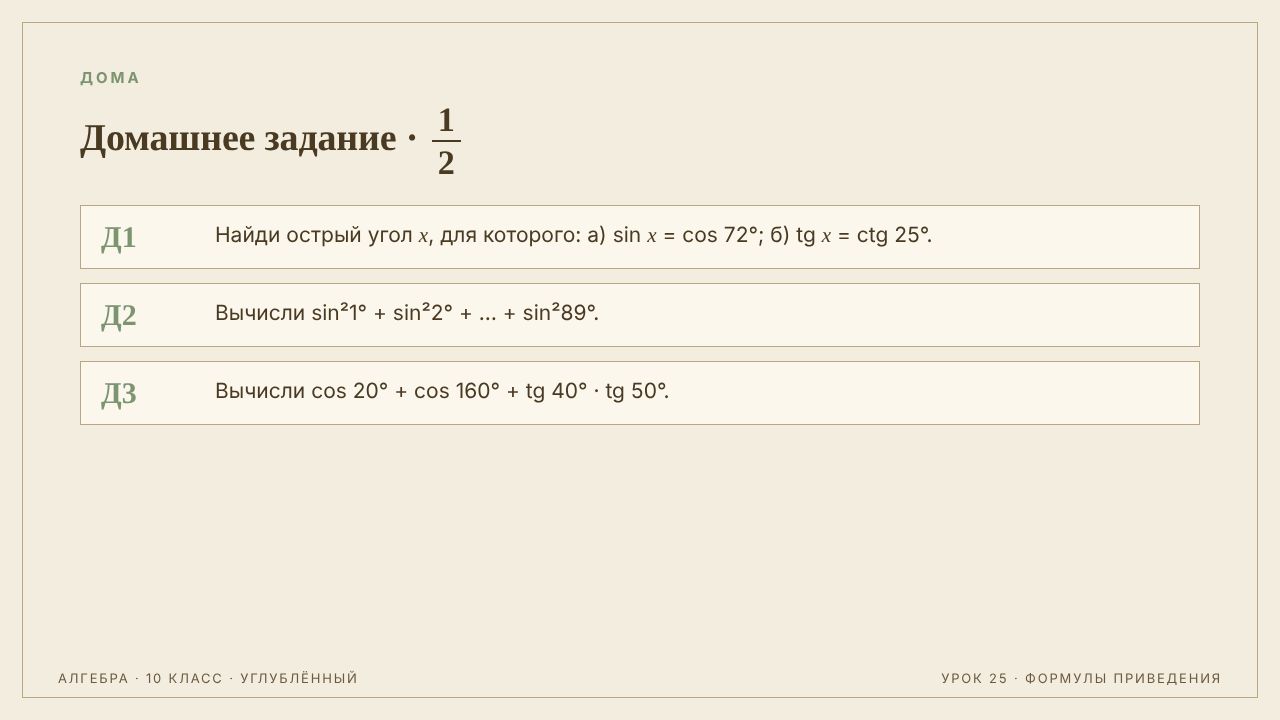 ДОМА
Домашнее задание · 1/2
Д1 Найди острый угол x, для которого: а) sin x = cos 72°; б) tg x = ctg 25°.
Д2 Вычисли sin²1° + sin²2° + … + sin²89°.
Д3 Вычисли cos 20° + cos 160° + tg 40° · tg 50°.
АЛГЕБРА · 10 КЛАСС · УГЛУБЛЁННЫЙ
УРОК 25 · ФОРМУЛЫ ПРИВЕДЕНИЯ